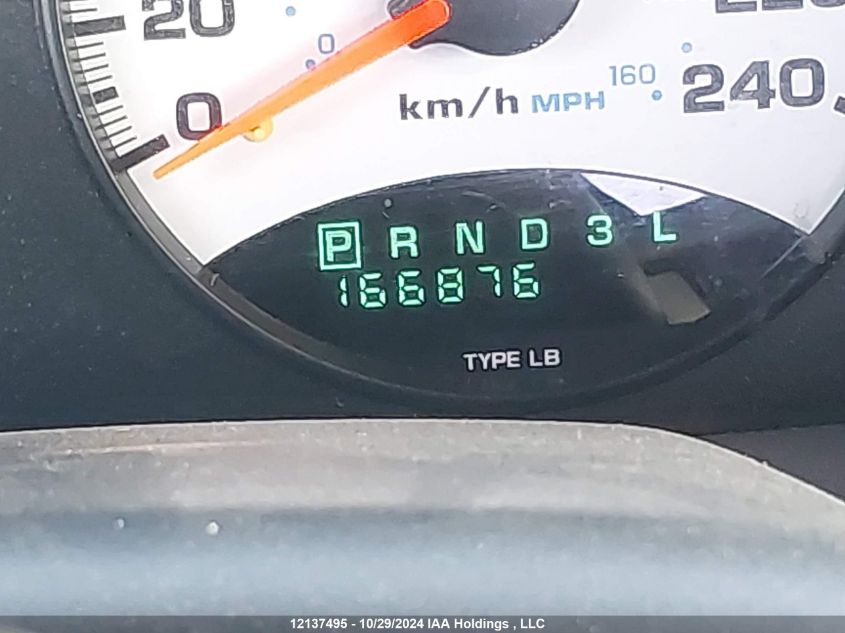 20
0
0
km/h MPH 160 240
P R N D 3 L
166876
TYPE LB
12137495 - 10/29/2024 IAA Holdings , LLC